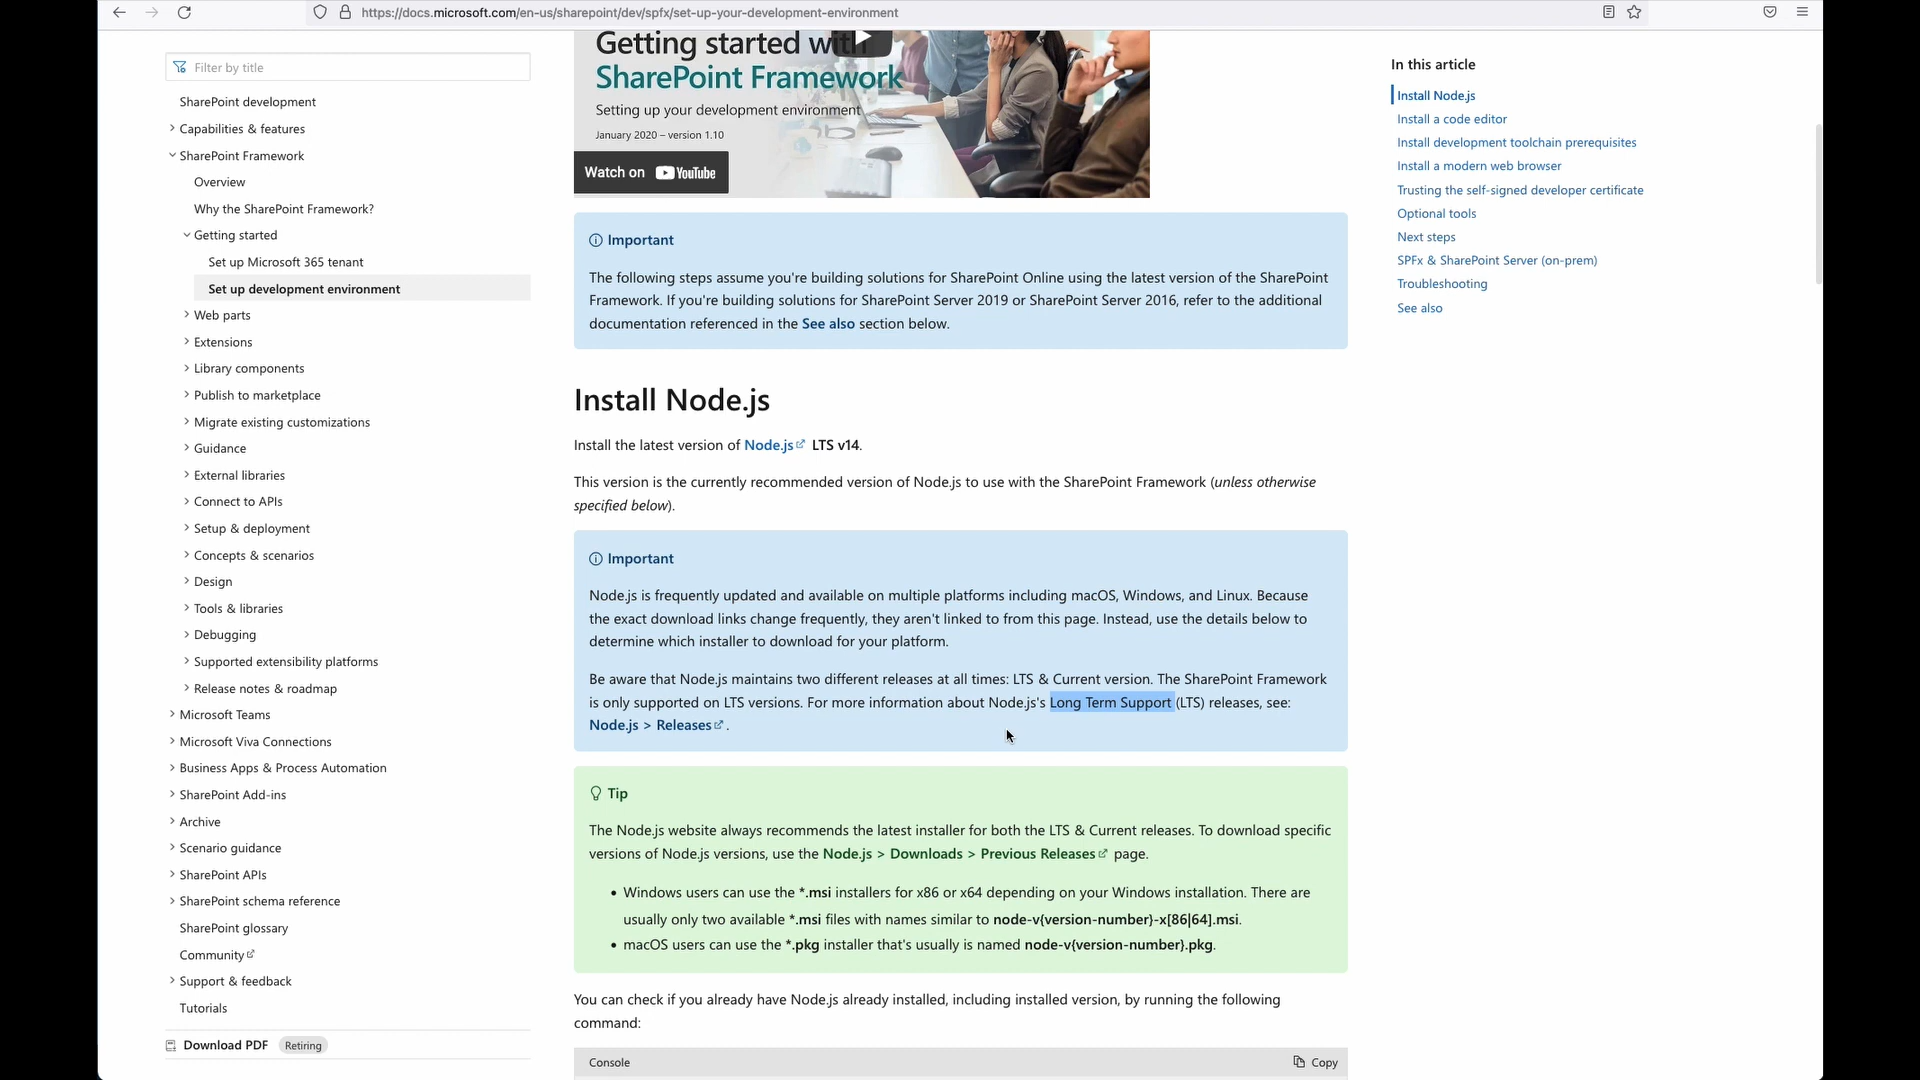 https://docs.microsoft.com/en-us/sharepoint/dev/spfx/set-up-your-development-environment
Filter by title
SharePoint development
Capabilities & features
SharePoint Framework
Overview
Why the SharePoint Framework?
Getting started
Set up Microsoft 365 tenant
Set up development environment
Web parts
Extensions
Library components
Publish to marketplace
Migrate existing customizations
Guidance
External libraries
Connect to APIs
Setup & deployment
Concepts & scenarios
Design
Tools & libraries
Debugging
Supported extensibility platforms
Release notes & roadmap
Microsoft Teams
Microsoft Viva Connections
Business Apps & Process Automation
SharePoint Add-ins
Archive
Scenario guidance
SharePoint APIs
SharePoint schema reference
SharePoint glossary
Community
Support & feedback
Tutorials
Download PDF Retiring
Getting started with
SharePoint Framework
Setting up your development environment
January 2020 – version 1.10
Watch on YouTube
Important
The following steps assume you're building solutions for SharePoint Online using the latest version of the SharePoint
Framework. If you're building solutions for SharePoint Server 2019 or SharePoint Server 2016, refer to the additional
documentation referenced in the See also section below.
Install Node.js
Install the latest version of Node.js LTS v14.
This version is the currently recommended version of Node.js to use with the SharePoint Framework (unless otherwise
specified below).
Important
Node.js is frequently updated and available on multiple platforms including macOS, Windows, and Linux. Because
the exact download links change frequently, they aren't linked to from this page. Instead, use the details below to
determine which installer to download for your platform.
Be aware that Node.js maintains two different releases at all times: LTS & Current version. The SharePoint Framework
is only supported on LTS versions. For more information about Node.js's Long Term Support (LTS) releases, see:
Node.js > Releases .
Tip
The Node.js website always recommends the latest installer for both the LTS & Current releases. To download specific
versions of Node.js versions, use the Node.js > Downloads > Previous Releases page.
• Windows users can use the *.msi installers for x86 or x64 depending on your Windows installation. There are
usually only two available *.msi files with names similar to node-v{version-number}-x[86|64].msi.
• macOS users can use the *.pkg installer that's usually is named node-v{version-number}.pkg.
You can check if you already have Node.js already installed, including installed version, by running the following
command:
Console Copy
In this article
Install Node.js
Install a code editor
Install development toolchain prerequisites
Install a modern web browser
Trusting the self-signed developer certificate
Optional tools
Next steps
SPFx & SharePoint Server (on-prem)
Troubleshooting
See also